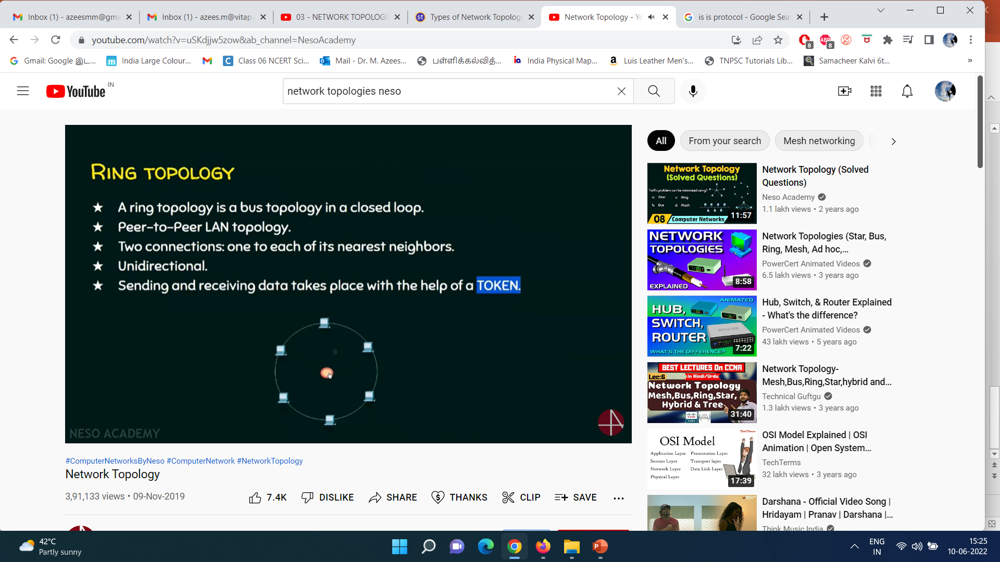 Inbox (1) - azeesmm@gma
Inbox (1) - azees.m@vitap.
03 - NETWORK TOPOLOGI
Types of Network Topology
Network Topology - Yo
is is protocol - Google Sea
youtube.com/watch?v=uSKdjjw5zow&ab_channel=NesoAcademy
ABP
8
8
Gmail: Google இட...
India Large Colour...
Class 06 NCERT Sci...
Mail - Dr. M. Azees...
பள்ளிக்கல்வித்...
India Physical Map...
Luis Leather Men's...
TNPSC Tutorials Lib...
Samacheer Kalvi 6t...
»
YouTube IN
network topologies neso
RING TOPOLOGY
★ A ring topology is a bus topology in a closed loop.
★ Peer-to-Peer LAN topology.
★ Two connections: one to each of its nearest neighbors.
★ Unidirectional.
★ Sending and receiving data takes place with the help of a TOKEN.
NESO ACADEMY
#ComputerNetworksByNeso #ComputerNetwork #NetworkTopology
Network Topology
3,91,133 views • 09-Nov-2019
7.4K
DISLIKE
SHARE
THANKS
CLIP
SAVE
All
From your search
Mesh networking
Network Topology
(Solved Questions)
Traffic problem can be minimized using?
a. Star c. Ring
b. Bus d. Mesh
08 Computer Networks
11:57
Network Topology (Solved
Questions)
Neso Academy
1.1 lakh views • 2 years ago
NETWORK
TOPOLOGIES
EXPLAINED
8:58
Network Topologies (Star, Bus,
Ring, Mesh, Ad hoc,...
PowerCert Animated Videos
6.5 lakh views • 3 years ago
ANIMATED
HUB,
SWITCH,
ROUTER
ROUTER
WHAT'S THE DIFFERENCE?
7:22
Hub, Switch, & Router Explained
- What's the difference?
PowerCert Animated Videos
43 lakh views • 5 years ago
BEST LECTURES On CCNA
Lec:6 in Hindi/Urdu
Network Topology
Mesh,Bus,Ring,Star,
Hybrid & Tree
CISCO
CCNA
CCNA
31:40
Network Topology-
Mesh,Bus,Ring,Star,hybrid and...
Technical Guftgu
1.3 lakh views • 3 years ago
TechTerms
OSI Model
Application Layer Presentation Layer
Session Layer Transport layer
Network Layer Data Link Layer
Physical Layer
17:39
OSI Model Explained | OSI
Animation | Open System...
TechTerms
32 lakh views • 3 years ago
Darshana - Official Video Song |
Hridayam | Pranav | Darshana |...
Think Music India
42°C
Partly sunny
ENG
IN
15:25
10-06-2022